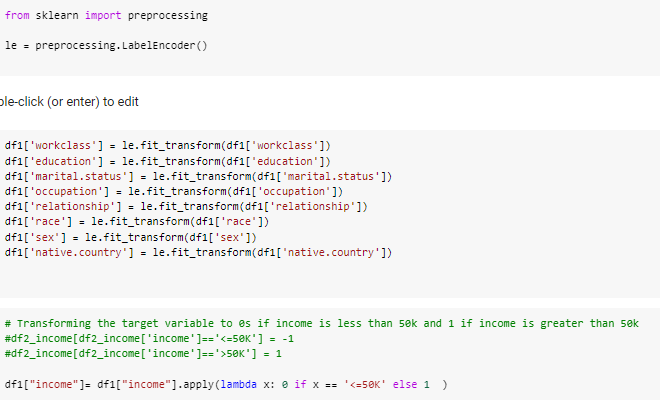 from sklearn import preprocessing
le = preprocessing.LabelEncoder()
ble-click (or enter) to edit
df1['workclass'] = le.fit_transform(df1['workclass'])
df1['education'] = le.fit_transform(df1['education'])
df1['marital.status'] = le.fit_transform(df1['marital.status'])
df1['occupation'] = le.fit_transform(df1['occupation'])
df1['relationship'] = le.fit_transform(df1['relationship'])
df1['race'] = le.fit_transform(df1['race'])
df1['sex'] = le.fit_transform(df1['sex'])
df1['native.country'] = le.fit_transform(df1['native.country'])
# Transforming the target variable to 0s if income is less than 50k and 1 if income is greater than 50k
#df2_income[df2_income['income']=='<=50K'] = -1
#df2_income[df2_income['income']=='>50K'] = 1
df1["income"]= df1["income"].apply(lambda x: 0 if x == '<=50K' else 1  )